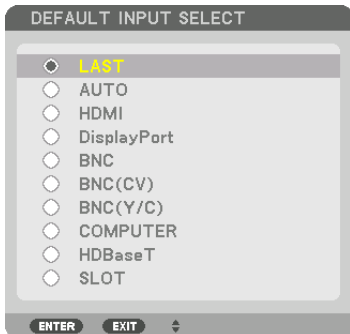 DEFAULT INPUT SELECT
LAST
AUTO
HDMI
DisplayPort
BNC
BNC(CV)
BNC(Y/C)
COMPUTER
HDBaseT
SLOT
ENTER EXIT